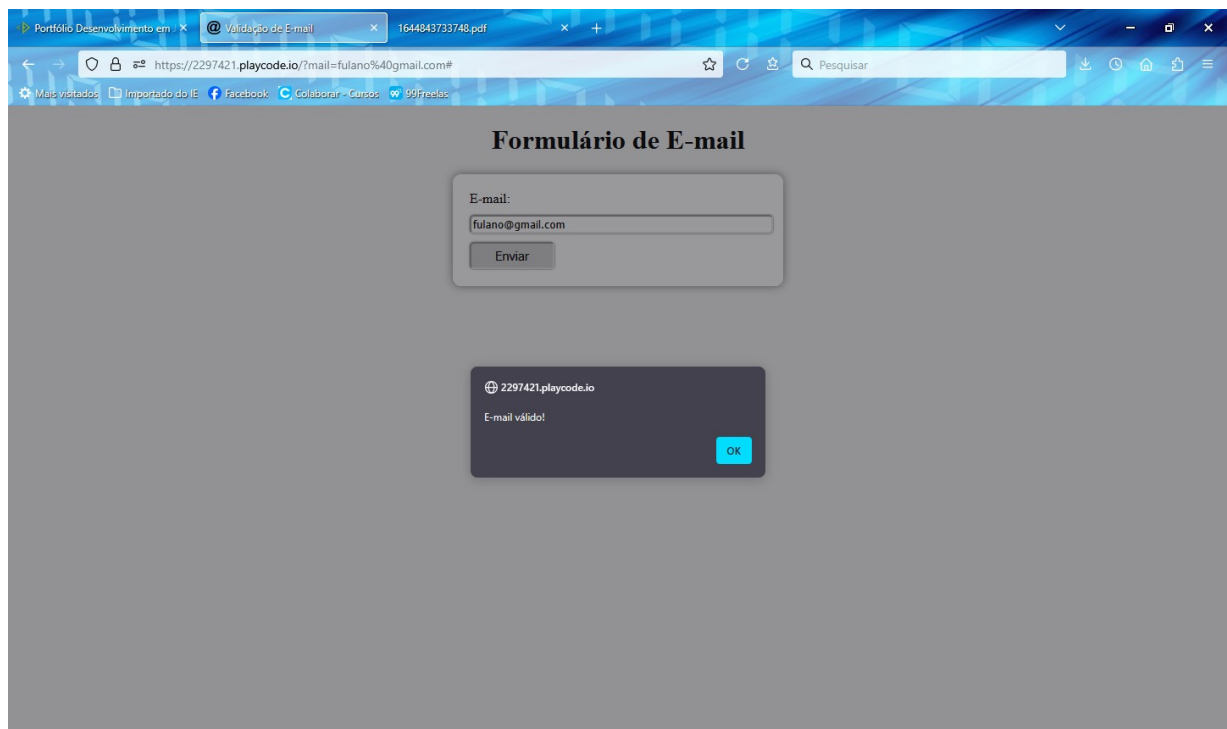 Portfólio Desenvolvimento em
Validação de E-mail
1644843733748.pdf
https://2297421.playcode.io/?mail=fulano%40gmail.com#
Pesquisar
Mais visitados
Importado do IE
Facebook
Colaborar - Cursos
99Freelas
Formulário de E-mail
E-mail:
fulano@gmail.com
Enviar
2297421.playcode.io
E-mail válido!
OK